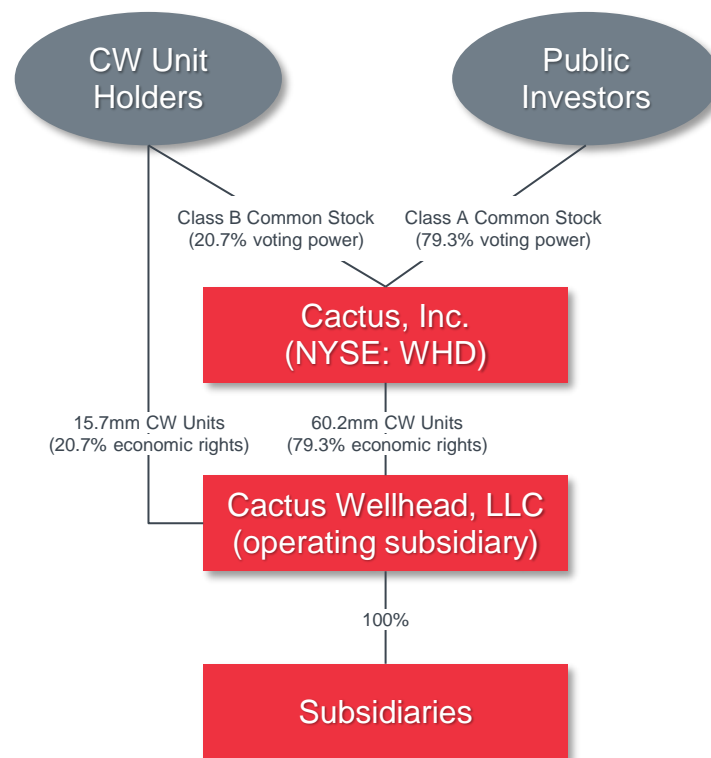 CW Unit
Holders
Public
Investors
Class B Common Stock
(20.7% voting power)
Class A Common Stock
(79.3% voting power)
Cactus, Inc.
(NYSE: WHD)
15.7mm CW Units
(20.7% economic rights)
60.2mm CW Units
(79.3% economic rights)
Cactus Wellhead, LLC
(operating subsidiary)
100%
Subsidiaries